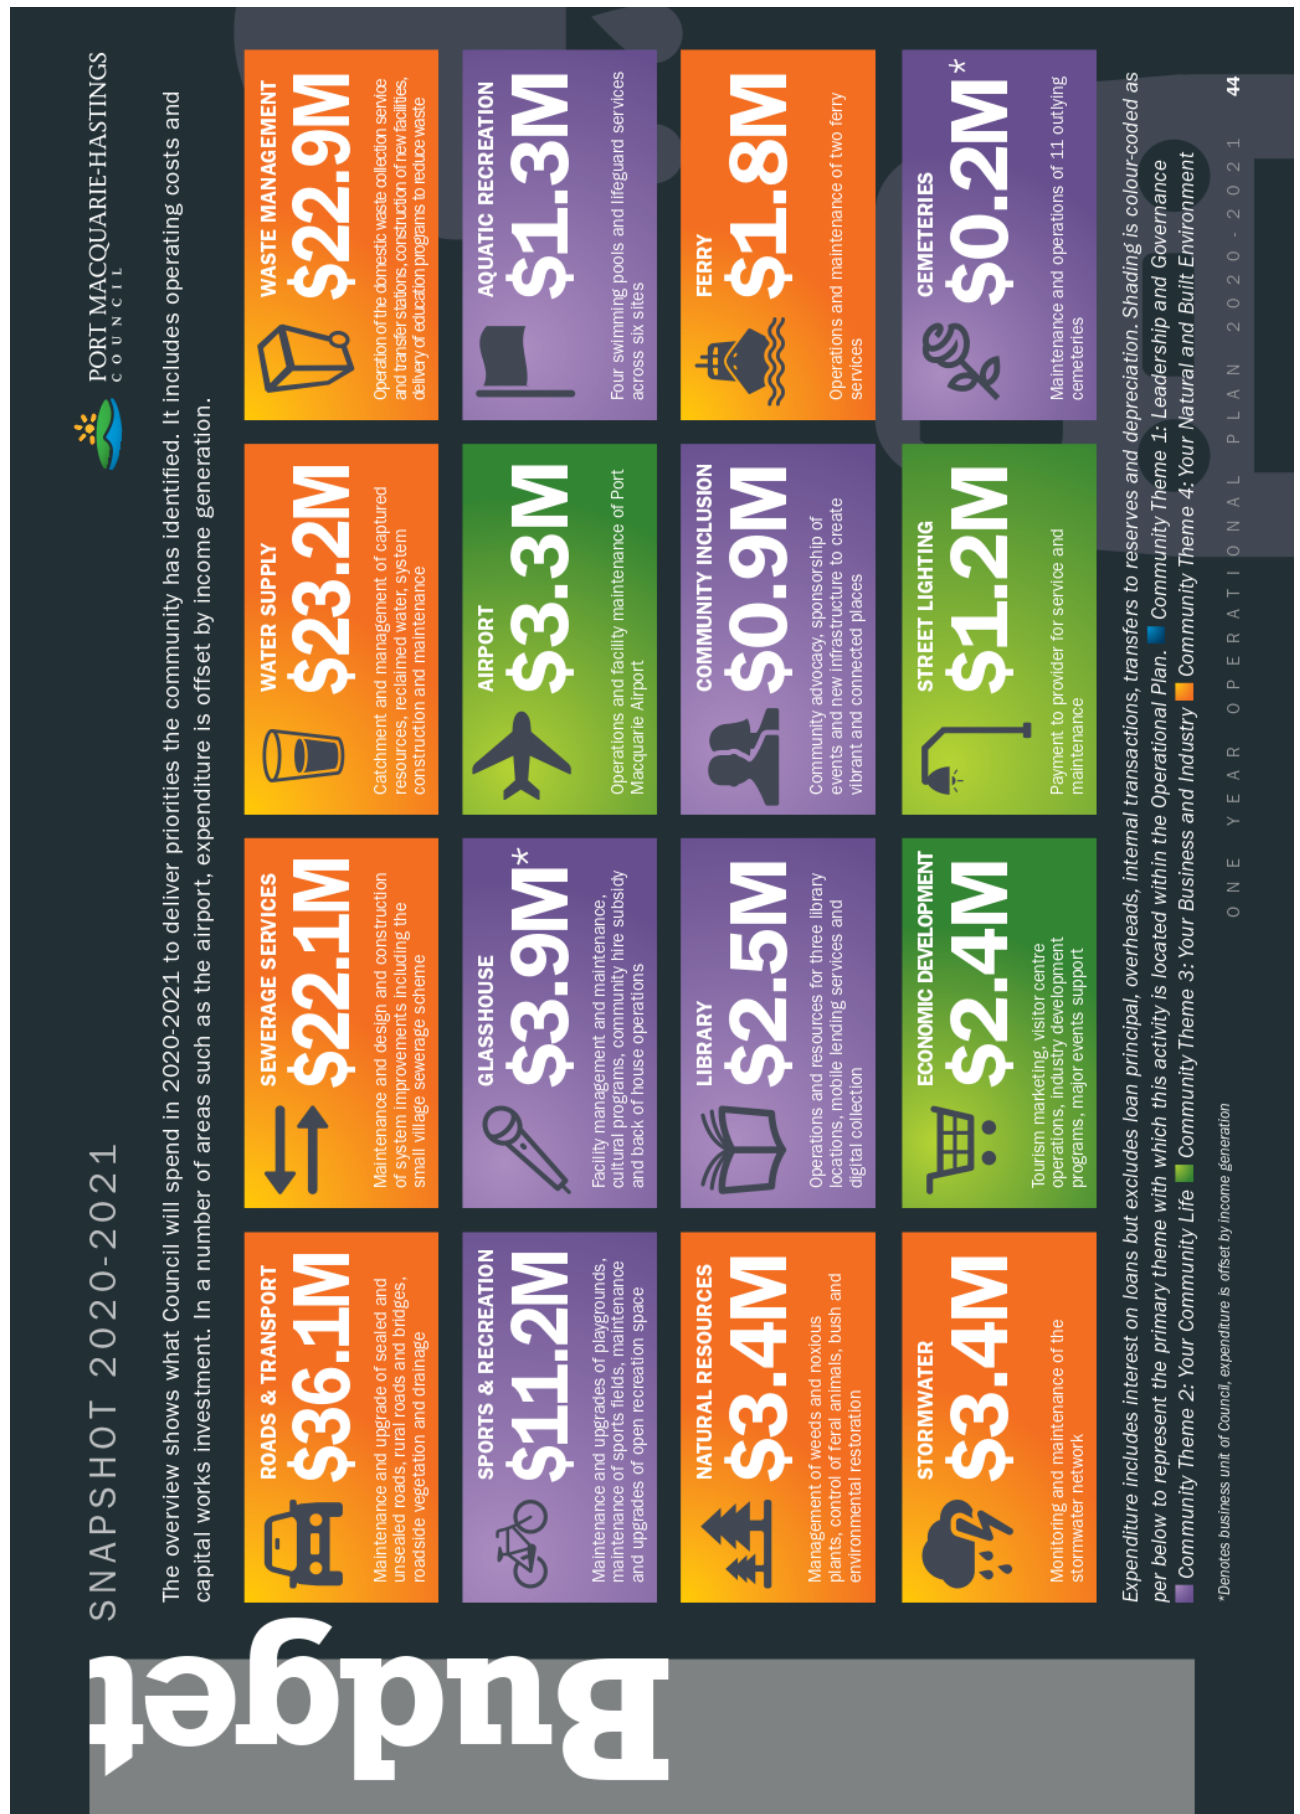 Budget
SNAPSHOT 2020-2021
PORT MACQUARIE-HASTINGS
COUNCIL
The overview shows what Council will spend in 2020-2021 to deliver priorities the community has identified. It includes operating costs and
capital works investment. In a number of areas such as the airport, expenditure is offset by income generation.
ROADS & TRANSPORT
$36.1M
Maintenance and upgrade of sealed and
unsealed roads, rural roads and bridges,
roadside vegetation and drainage
SEWERAGE SERVICES
$22.1M
Maintenance and design and construction
of system improvements including the
small village sewerage scheme
WATER SUPPLY
$23.2M
Catchment and management of captured
resources, reclaimed water, system
construction and maintenance
WASTE MANAGEMENT
$22.9M
Operation of the domestic waste collection service
and transfer stations, construction of new facilities,
delivery of education programs to reduce waste
SPORTS & RECREATION
$11.2M
Maintenance and upgrades of playgrounds,
maintenance of sports fields, maintenance
and upgrades of open recreation space
GLASSHOUSE
$3.9M*
Facility management and maintenance,
cultural programs, community hire subsidy
and back of house operations
AIRPORT
$3.3M
Operations and facility maintenance of Port
Macquarie Airport
AQUATIC RECREATION
$1.3M
Four swimming pools and lifeguard services
across six sites
NATURAL RESOURCES
$3.4M
Management of weeds and noxious
plants, control of feral animals, bush and
environmental restoration
LIBRARY
$2.5M
Operations and resources for three library
locations, mobile lending services and
digital collection
COMMUNITY INCLUSION
$0.9M
Community advocacy, sponsorship of
events and new infrastructure to create
vibrant and connected places
FERRY
$1.8M
Operations and maintenance of two ferry
services
STORMWATER
$3.4M
Monitoring and maintenance of the
stormwater network
ECONOMIC DEVELOPMENT
$2.4M
Tourism marketing, visitor centre
operations, industry development
programs, major events support
STREET LIGHTING
$1.2M
Payment to provider for service and
maintenance
CEMETERIES
$0.2M*
Maintenance and operations of 11 outlying
cemeteries
Expenditure includes interest on loans but excludes loan principal, overheads, internal transactions, transfers to reserves and depreciation. Shading is colour-coded as
per below to represent the primary theme with which this activity is located within the Operational Plan. Community Theme 1: Leadership and Governance
Community Theme 2: Your Community Life Community Theme 3: Your Business and Industry Community Theme 4: Your Natural and Built Environment
*Denotes business unit of Council, expenditure is offset by income generation
ONE YEAR OPERATIONAL PLAN 2020-2021 44